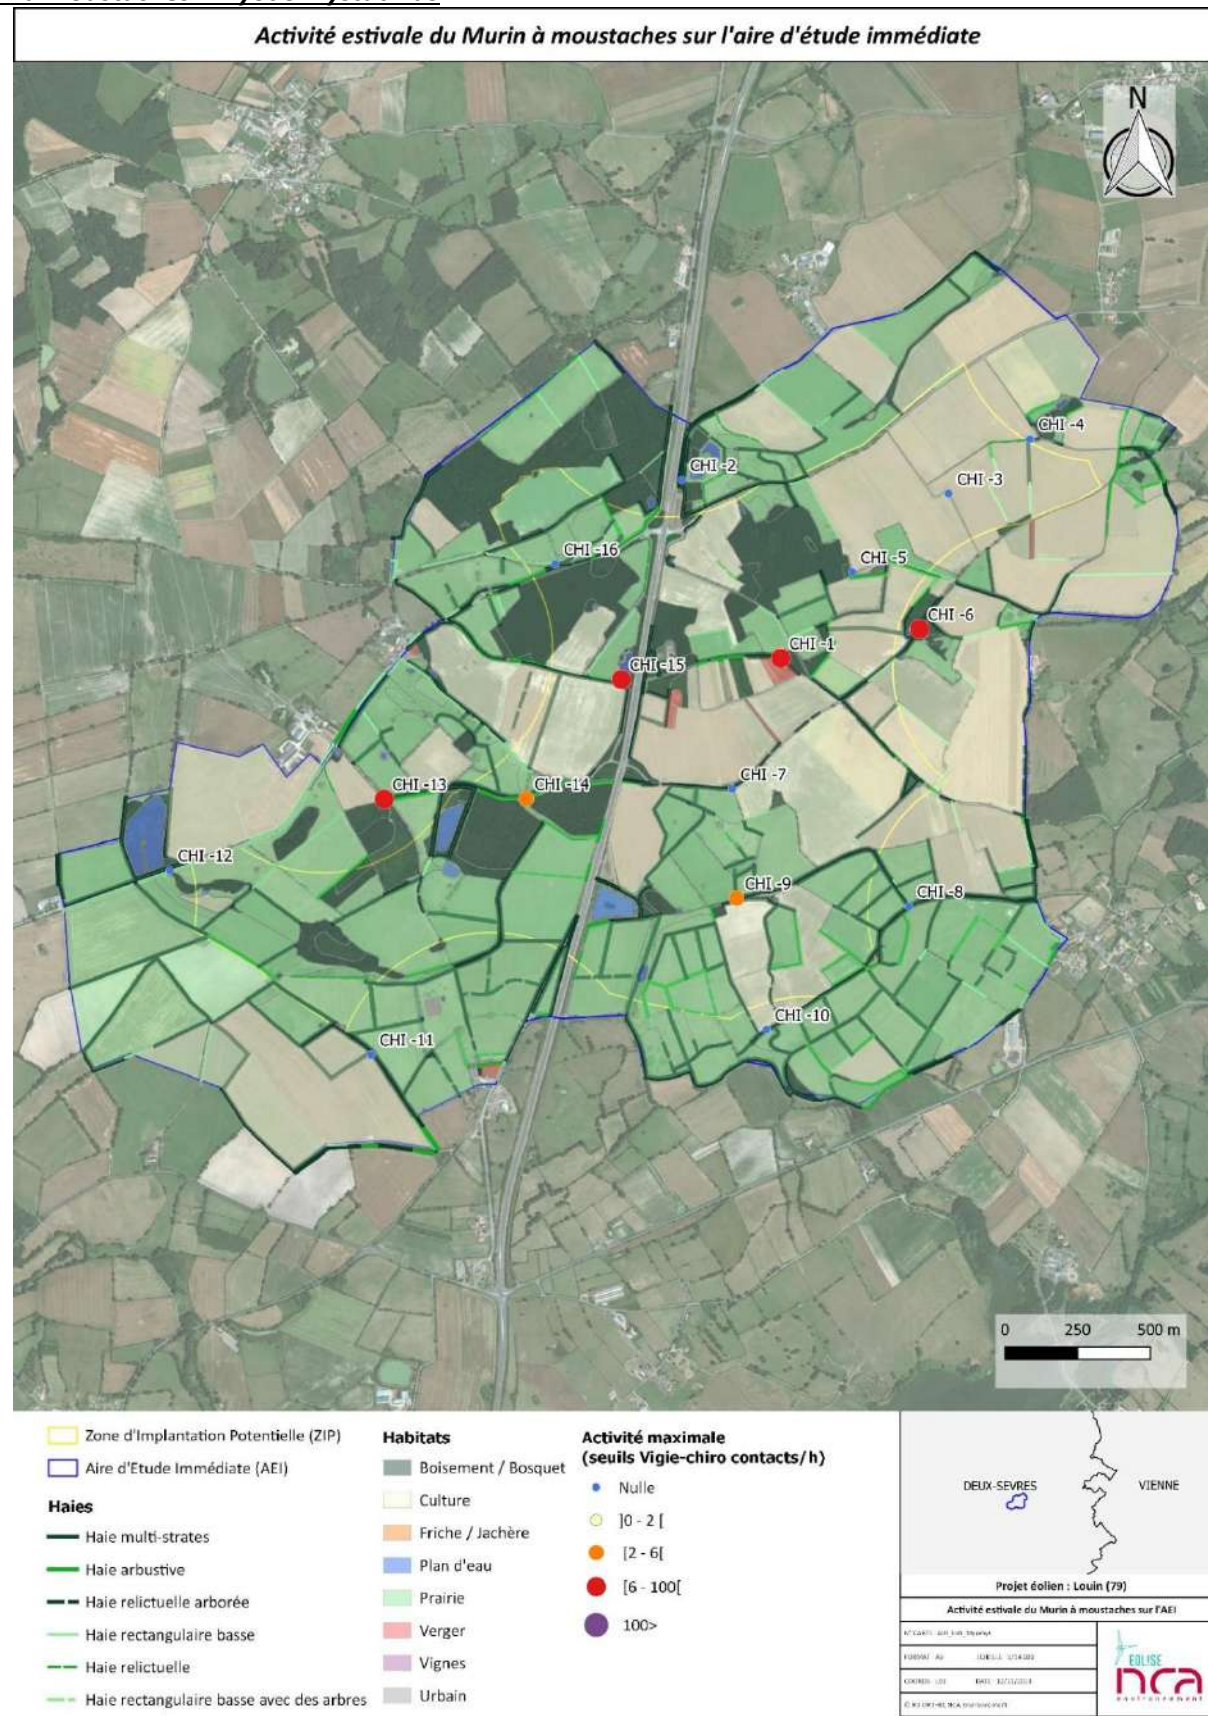 Activité estivale du Murin à moustaches sur l'aire d'étude immédiate
N
CHI -4
CHI -2
CHI -3
CHI -16
CHI -5
CHI -6
CHI -1
CHI -15
CHI -13
CHI -14
CHI -7
CHI -12
CHI -9
CHI -8
CHI -10
CHI -11
0 250 500 m
Zone d'Implantation Potentielle (ZIP)
Aire d'Etude Immédiate (AEI)
Haies
Haie multi-strates
Haie arbustive
Haie relictuelle arborée
Haie rectangulaire basse
Haie relictuelle
Haie rectangulaire basse avec des arbres
Habitats
Boisement / Bosquet
Culture
Friche / Jachère
Plan d'eau
Prairie
Verger
Vignes
Urbain
Activité maximale
(seuils Vigie-chiro contacts/h)
Nulle
]0 - 2 [
[2 - 6[
[6 - 100[
100>
DEUX-SEVRES
VIENNE
Projet éolien : Louin (79)
Activité estivale du Murin à moustaches sur l'AEI
EOLISE
nca
environnement